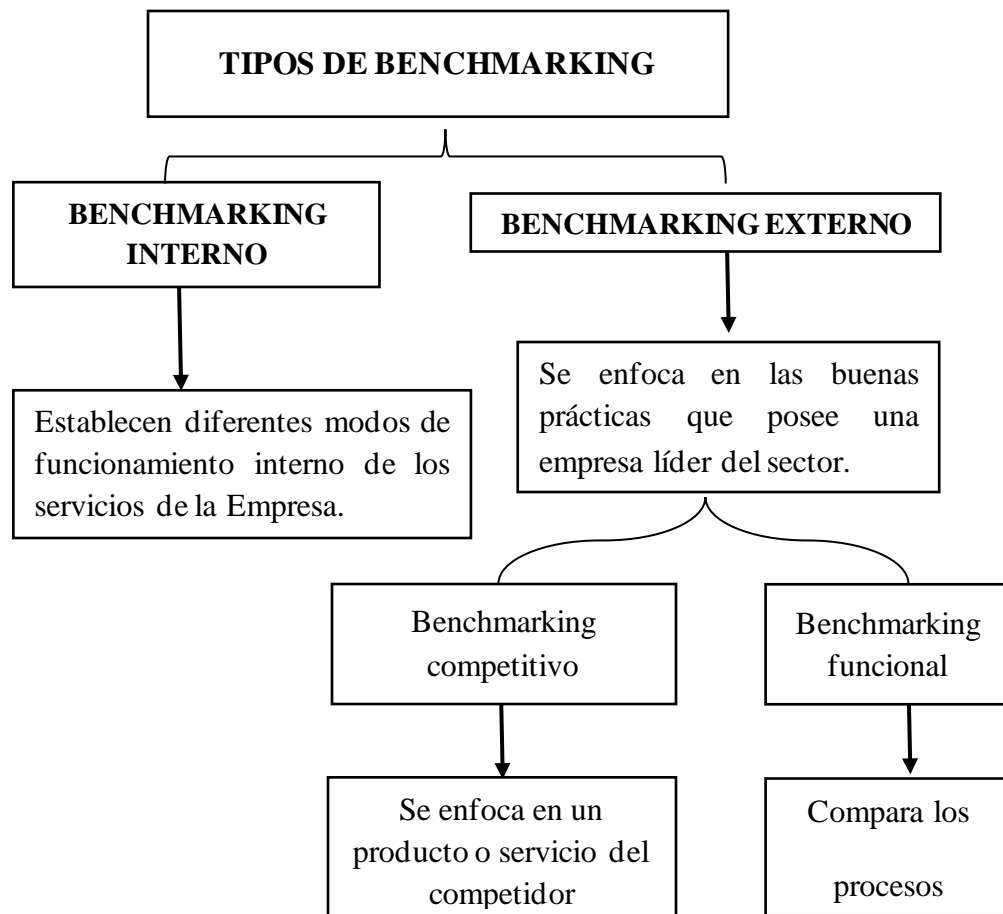 TIPOS DE BENCHMARKING
BENCHMARKING
INTERNO
BENCHMARKING EXTERNO
Establecen diferentes modos de
funcionamiento interno de los
servicios de la Empresa.
Se enfoca en las buenas
prácticas que posee una
empresa líder del sector.
Benchmarking
competitivo
Benchmarking
funcional
Se enfoca en un
producto o servicio del
competidor
Compara los
procesos